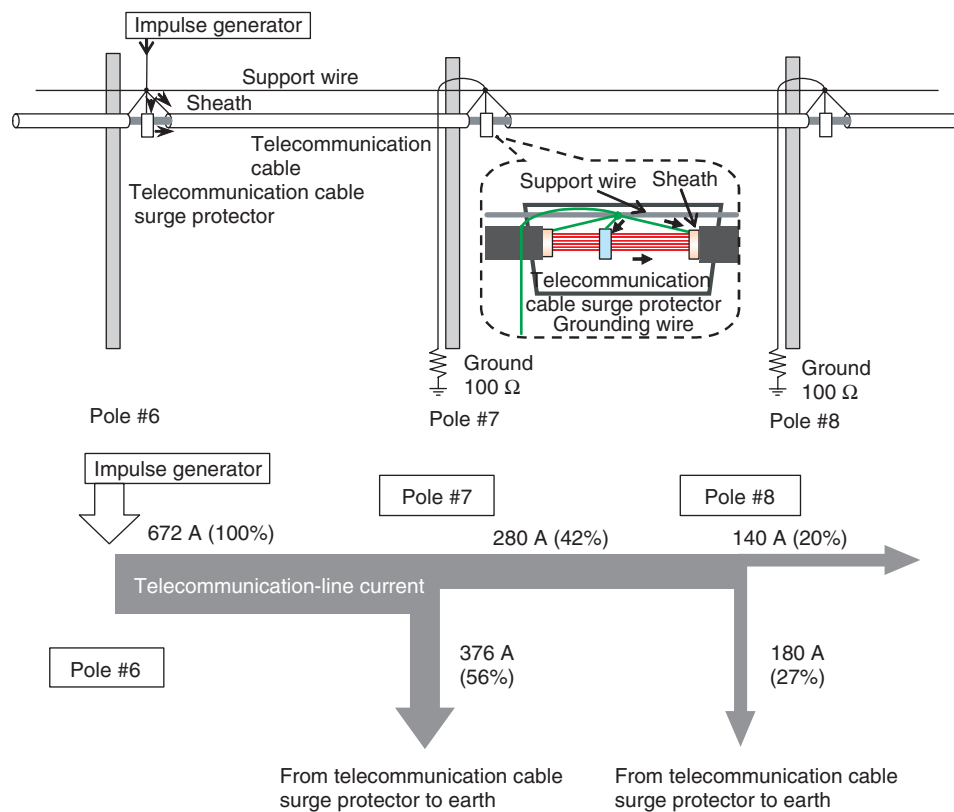 Impulse generator
Support wire
Sheath
Telecommunication
cable
Telecommunication cable
surge protector
Support wire
Sheath
Telecommunication
cable surge protector
Grounding wire
Ground
100 Ω
Ground
100 Ω
Pole #6
Pole #7
Pole #8
Impulse generator
Pole #7
Pole #8
672 A (100%)
280 A (42%)
140 A (20%)
Telecommunication-line current
Pole #6
376 A
(56%)
180 A
(27%)
From telecommunication cable
surge protector to earth
From telecommunication cable
surge protector to earth